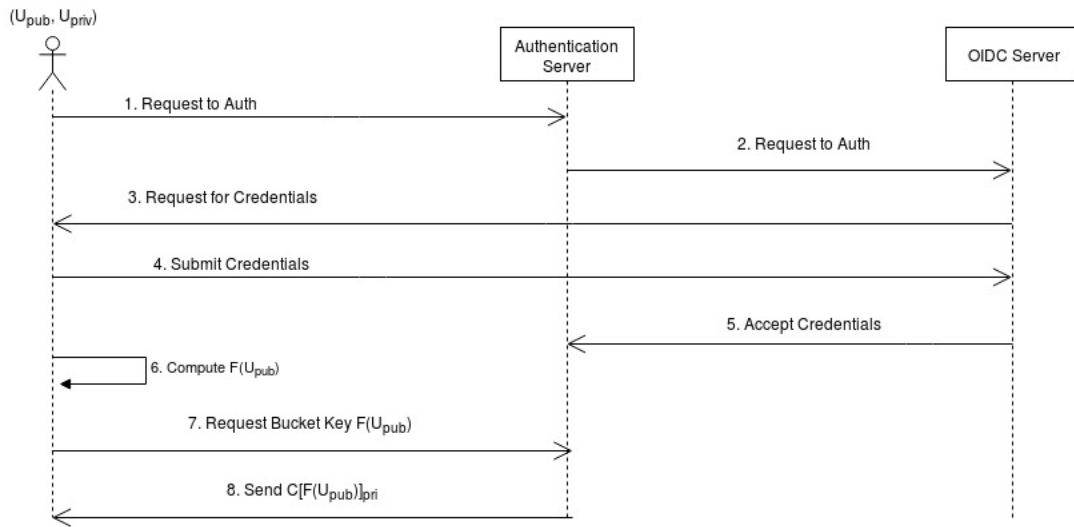 (Upub, Upriv)
Authentication
Server
OIDC Server
1. Request to Auth
2. Request to Auth
3. Request for Credentials
4. Submit Credentials
5. Accept Credentials
6. Compute F(Upub)
7. Request Bucket Key F(Upub)
8. Send C[F(Upub)]pri